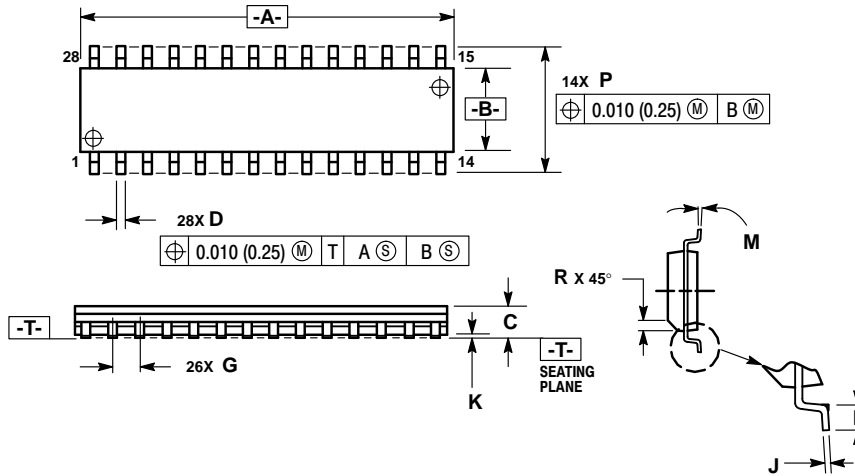 -A-
28
15
14X P
⌖ 0.010 (0.25) Ⓜ B Ⓜ
-B-
1
14
28X D
⌖ 0.010 (0.25) Ⓜ T A Ⓢ B Ⓢ
M
R X 45°
-T-
C
26X G
K
-T-
SEATING
PLANE
J